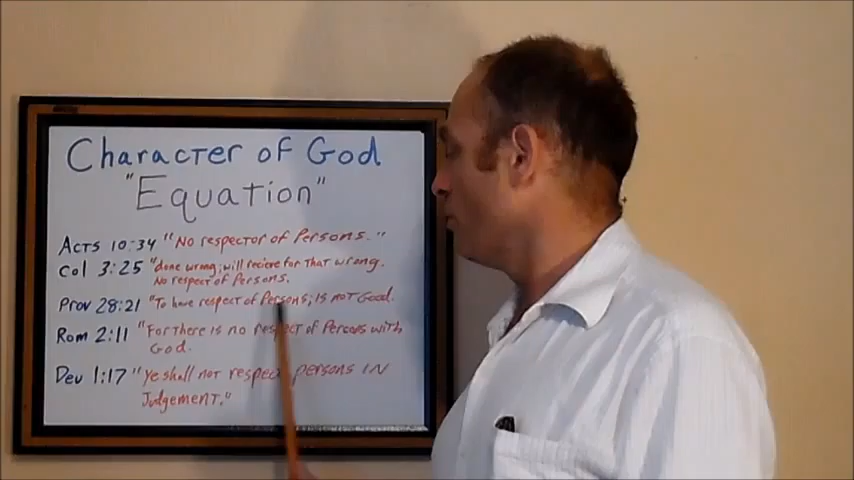 Character of God
"Equation"
Acts 10:34 "No respector of Persons."
Col 3:25 "done wrong; will recieve for that wrong.
No respect of Persons.
Prov 28:21 "To have respect of Persons; is not Good.
Rom 2:11 "For there is no respect of Persons with
God.
Deu 1:17 "Ye shall not respect persons in
Judgement."